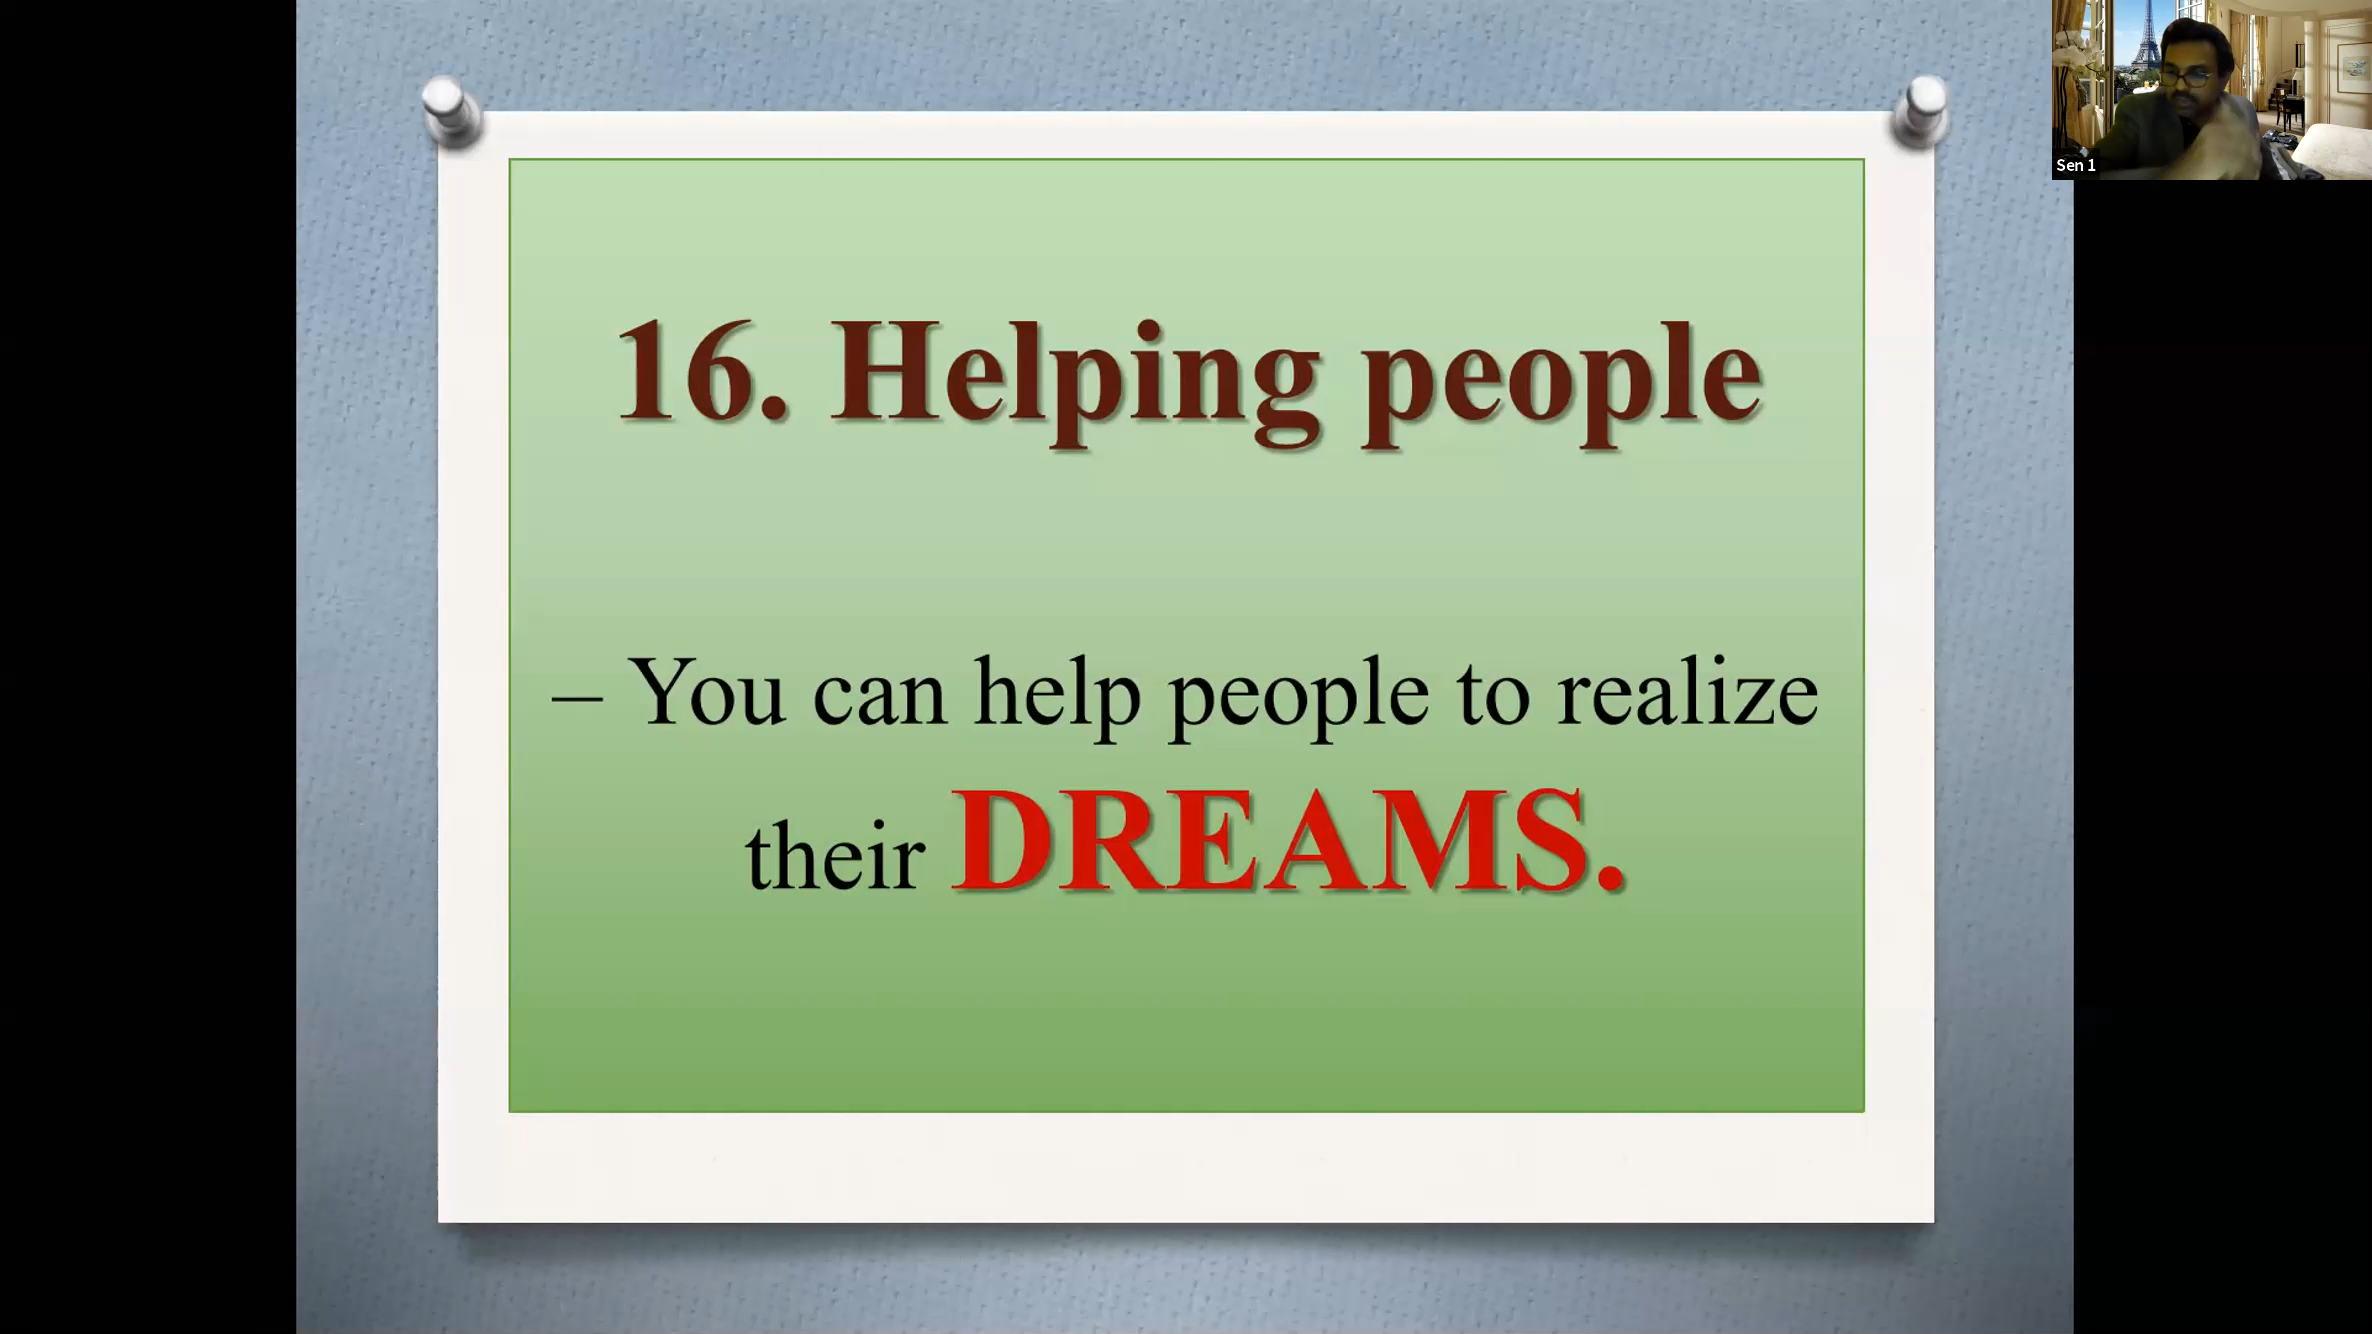 Sen 1
16. Helping people
– You can help people to realize
their DREAMS.